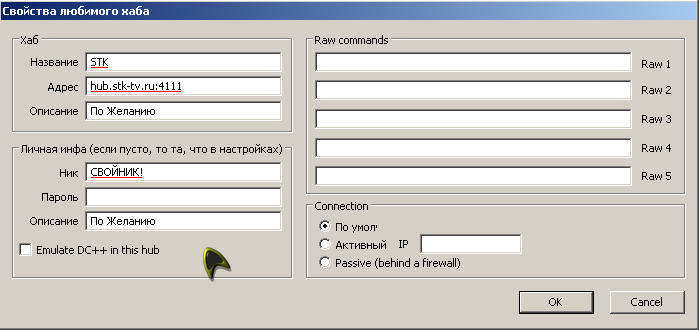 Свойства любимого хаба
Хаб
Название STK
Адрес hub.stk-tv.ru:4111
Описание По Желанию
Личная инфа (если пусто, то та, что в настройках)
Ник СВОЙНИК!
Пароль
Описание По Желанию
Emulate DC++ in this hub
Raw commands
Raw 1
Raw 2
Raw 3
Raw 4
Raw 5
Connection
По умолч
Активный IP
Passive (behind a firewall)
OK Cancel